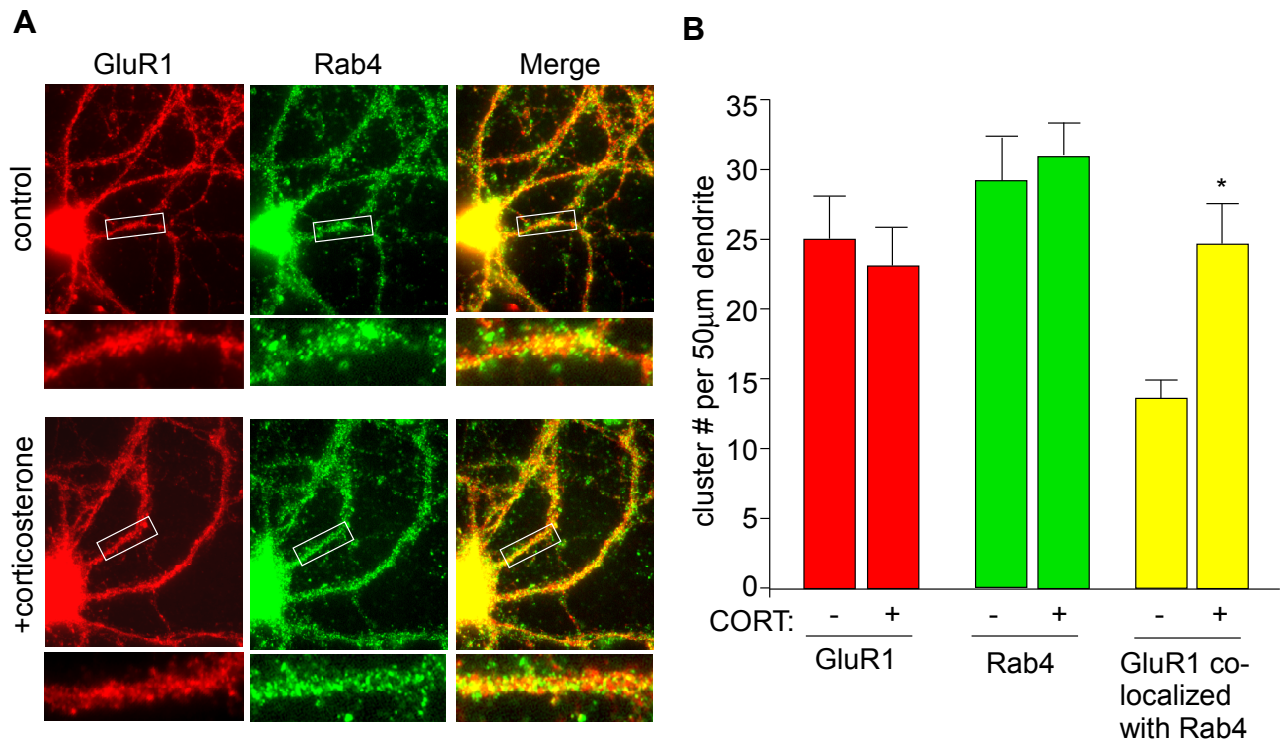 A
GluR1
Rab4
Merge
control
+corticosterone
B
cluster # per 50μm dendrite
35
30
25
20
15
10
5
0
*
CORT:
-
+
-
+
-
+
GluR1
Rab4
GluR1 co-
localized
with Rab4